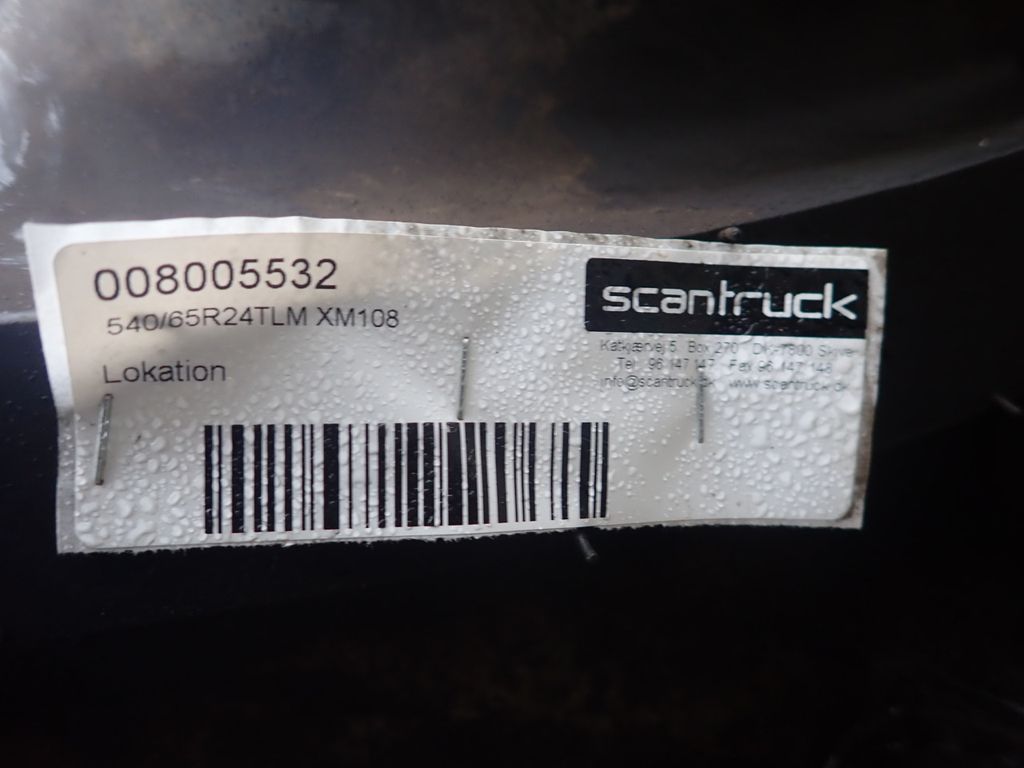 008005532
540/65R24TLM XM108
Lokation
scantruck
Katkjærvej 5 Box 270 DK-7800 Skive
Tel 96 147 147 Fax 96 147 148
info@scantruck.dk www.scantruck.dk